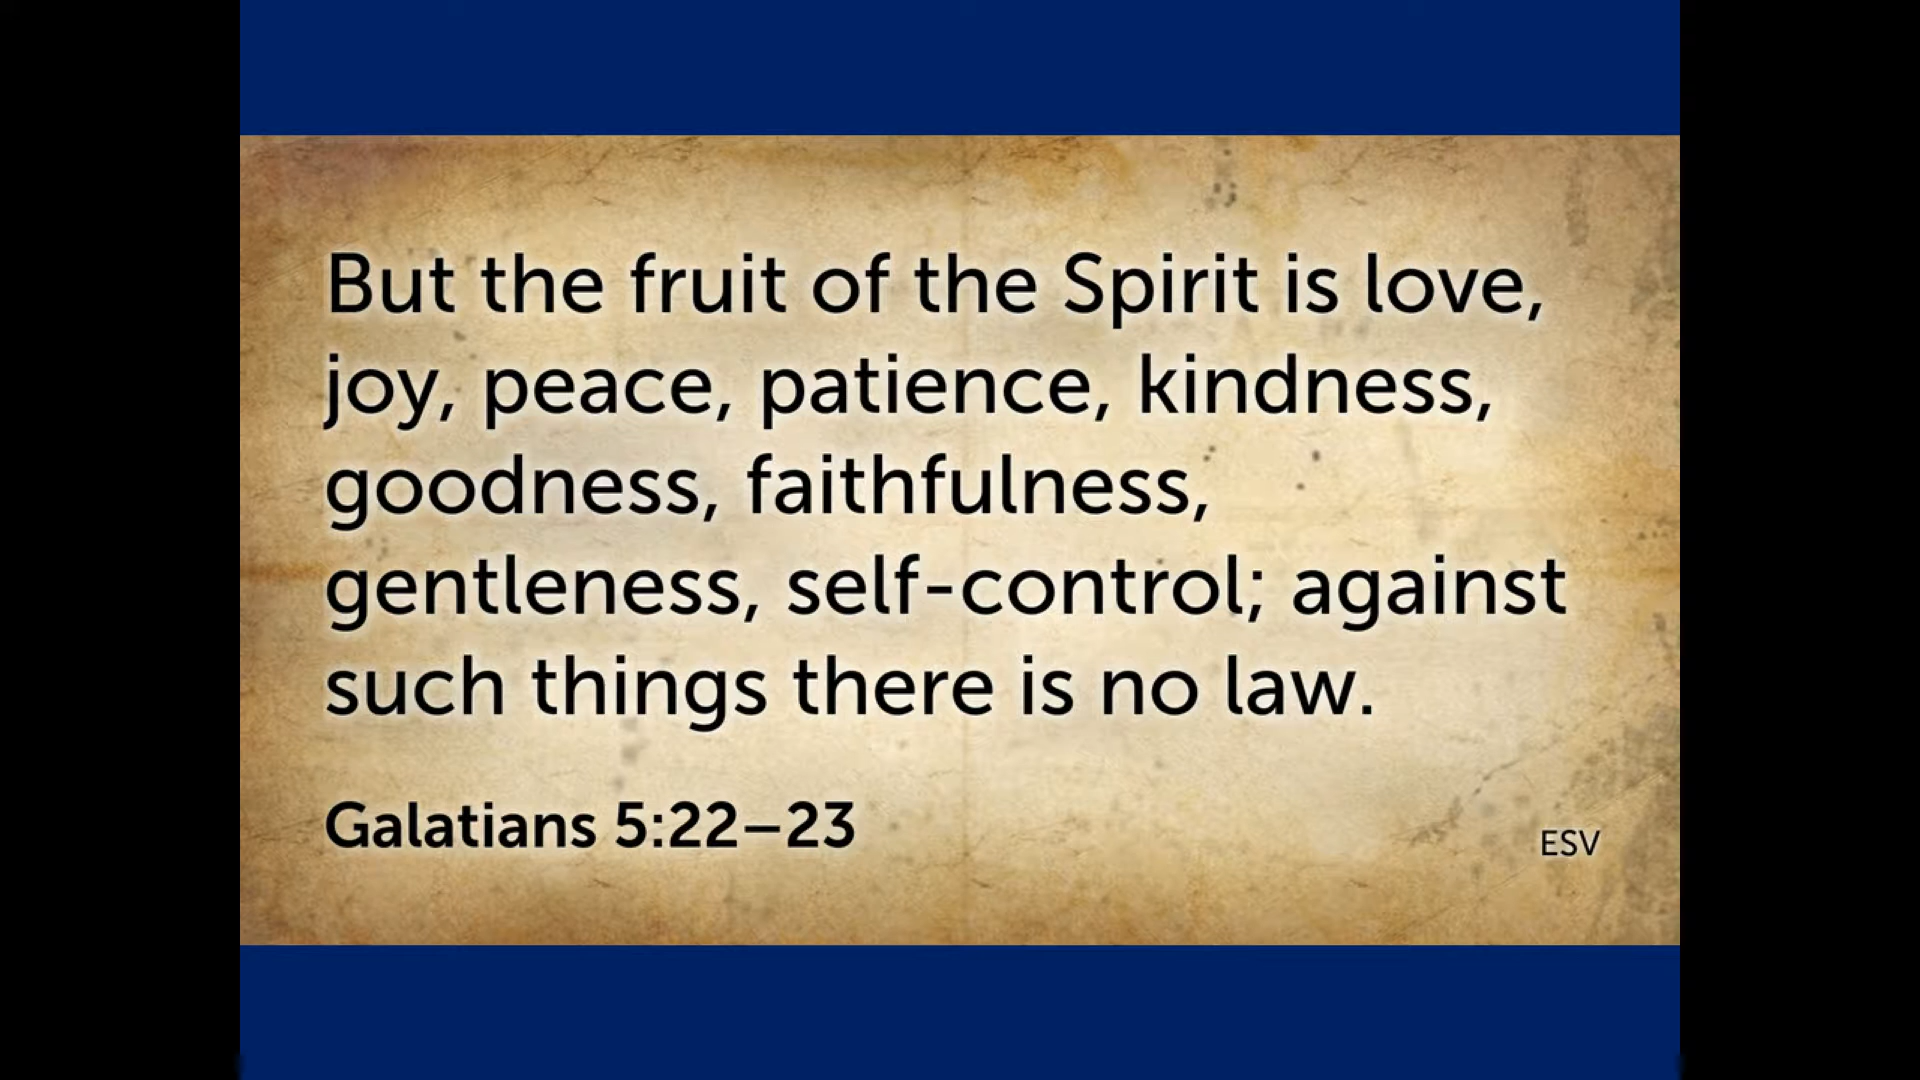 But the fruit of the Spirit is love,
joy, peace, patience, kindness,
goodness, faithfulness,
gentleness, self-control; against
such things there is no law.
Galatians 5:22–23
ESV